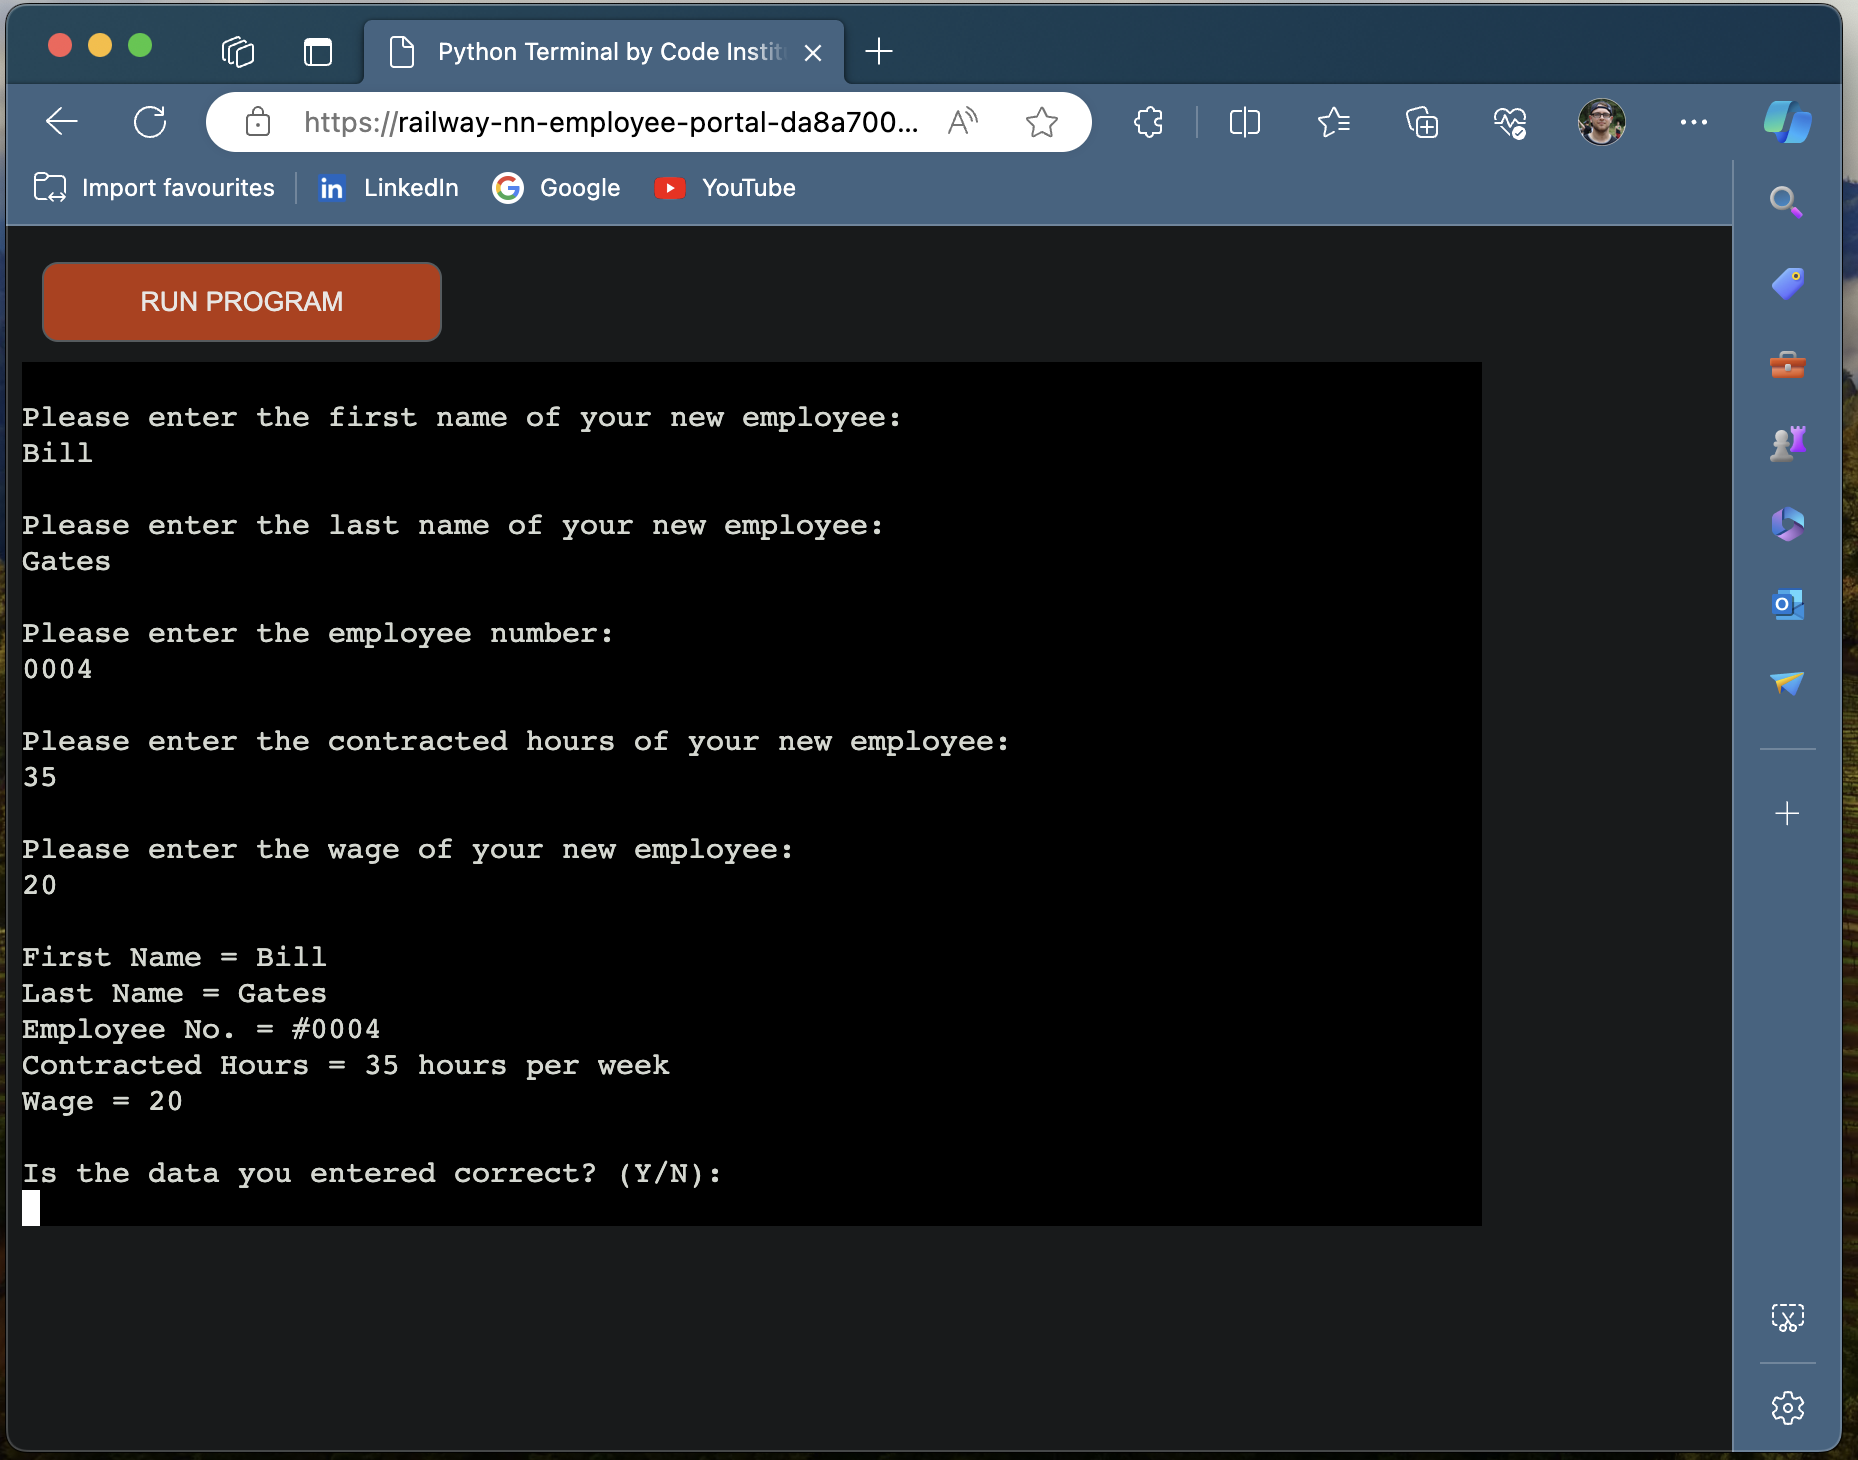 Python Terminal by Code Instit
https://railway-nn-employee-portal-da8a700...
Import favourites
LinkedIn
Google
YouTube
RUN PROGRAM
Please enter the first name of your new employee:
Bill
Please enter the last name of your new employee:
Gates
Please enter the employee number:
0004
Please enter the contracted hours of your new employee:
35
Please enter the wage of your new employee:
20
First Name = Bill
Last Name = Gates
Employee No. = #0004
Contracted Hours = 35 hours per week
Wage = 20
Is the data you entered correct? (Y/N):